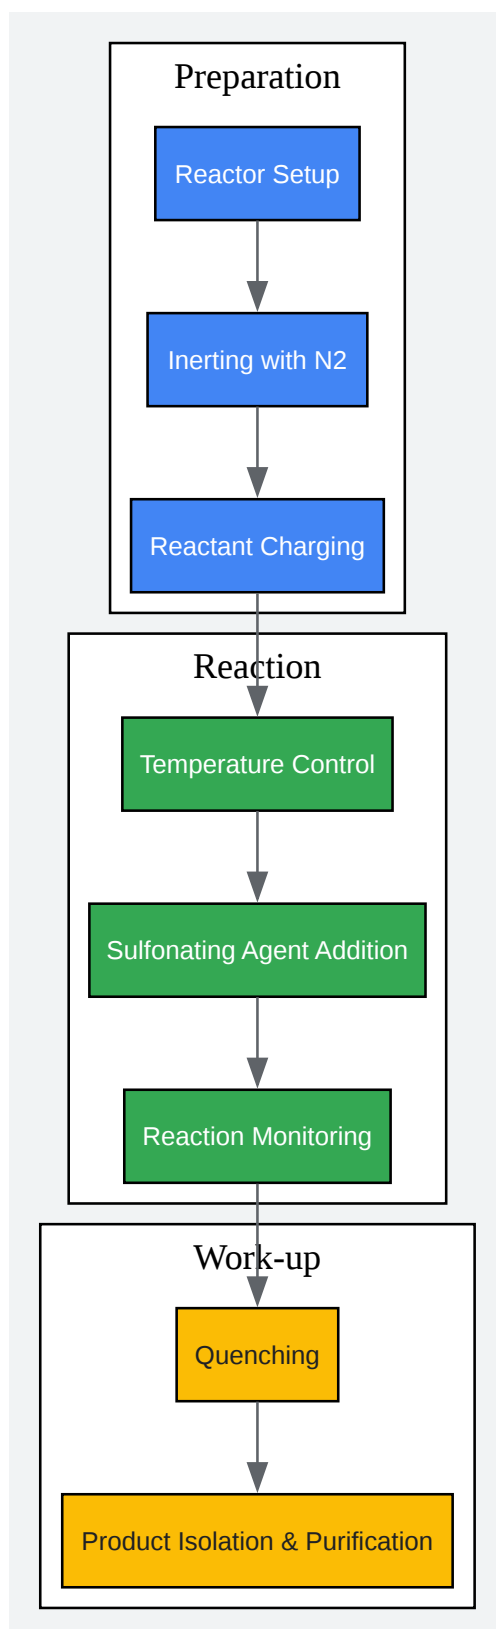 Preparation
Reactor Setup
Inerting with N2
Reactant Charging
Reaction
Temperature Control
Sulfonating Agent Addition
Reaction Monitoring
Work-up
Quenching
Product Isolation & Purification